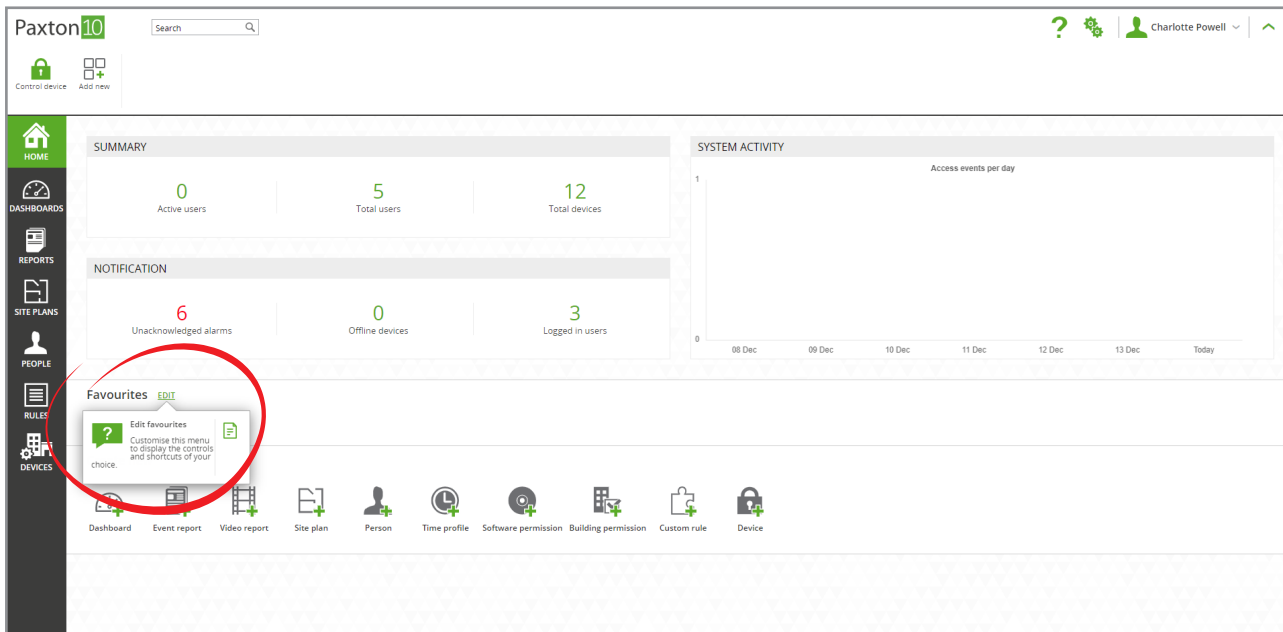 Paxton10
Search
Charlotte Powell
Control device
Add new
HOME
DASHBOARDS
REPORTS
SITE PLANS
PEOPLE
RULES
DEVICES
SUMMARY
0
5
12
Active users
Total users
Total devices
NOTIFICATION
6
0
3
Unacknowledged alarms
Offline devices
Logged in users
SYSTEM ACTIVITY
Access events per day
1
0
08 Dec
09 Dec
10 Dec
11 Dec
12 Dec
13 Dec
Today
Favourites EDIT
Edit favourites
Customise this menu
to display the controls
and shortcuts of your
choice.
Dashboard
Event report
Video report
Site plan
Person
Time profile
Software permission
Building permission
Custom rule
Device